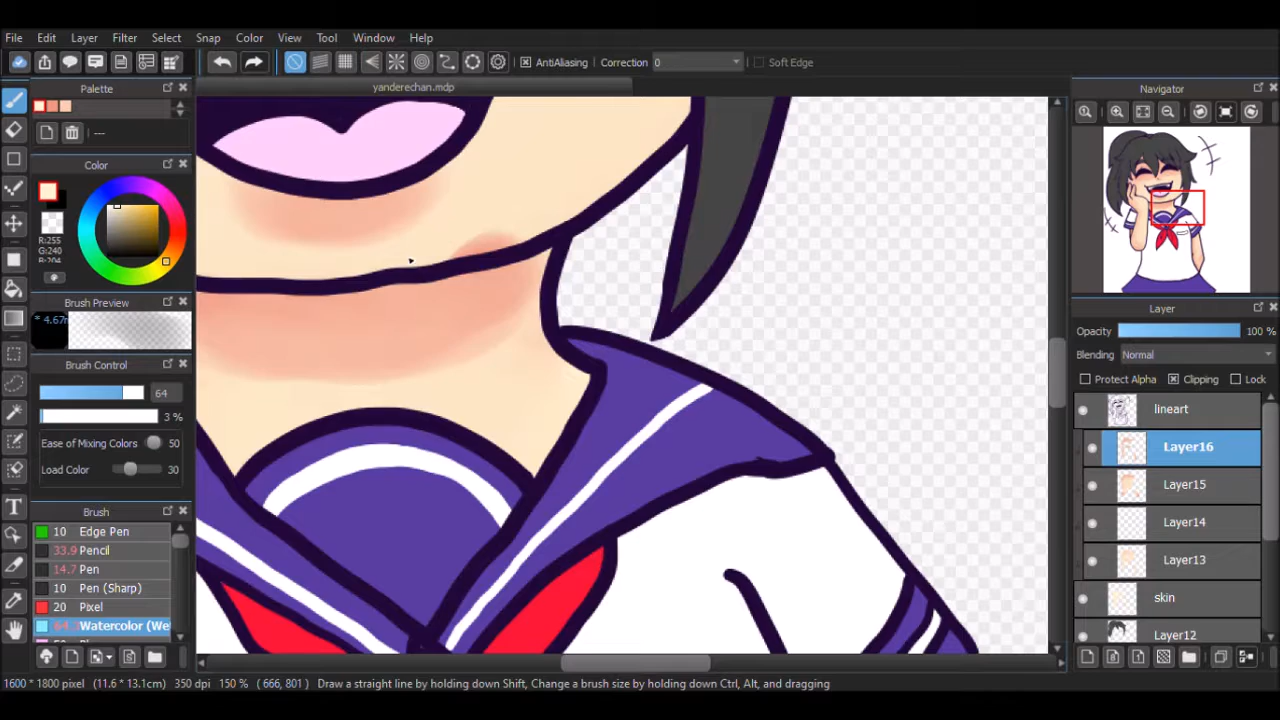 File Edit Layer Filter Select Snap Color View Tool Window Help
AntiAliasing Correction 0 Soft Edge
Palette
yanderechan.mdp
Navigator
---
Color
R:255
G:240
B:204
Brush Preview
* 4.67
Brush Control
64
3 %
Ease of Mixing Colors 50
Load Color 30
Brush
10 Edge Pen
33.9 Pencil
14.7 Pen
10 Pen (Sharp)
20 Pixel
Watercolor (We
Layer
Opacity 100 %
Blending Normal
Protect Alpha Clipping Lock
lineart
Layer16
Layer15
Layer14
Layer13
skin
Layer12
1600 * 1800 pixel (11.6 * 13.1cm) 350 dpi 150 % ( 666, 801 ) Draw a straight line by holding down Shift, Change a brush size by holding down Ctrl, Alt, and dragging